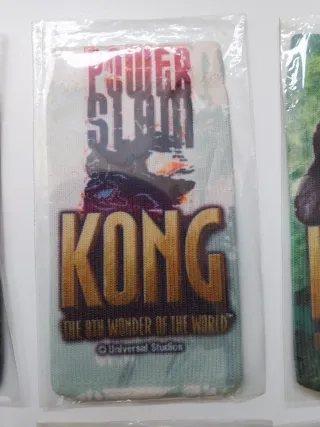 POWER
SLAM
KONG
THE 8TH WONDER OF THE WORLD™
© Universal Studios